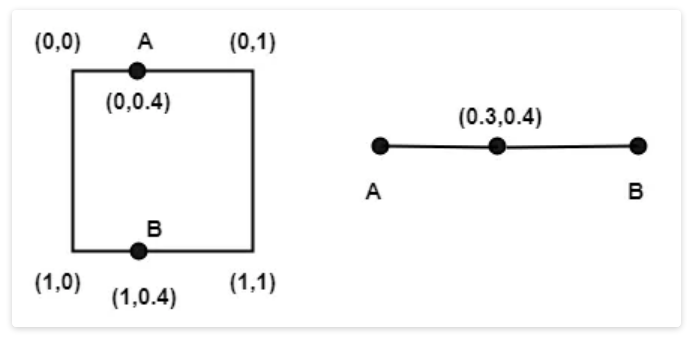 (0,0) A (0,1)
(0,0.4)
B
(1,0) (1,0.4) (1,1)
(0.3,0.4)
A B